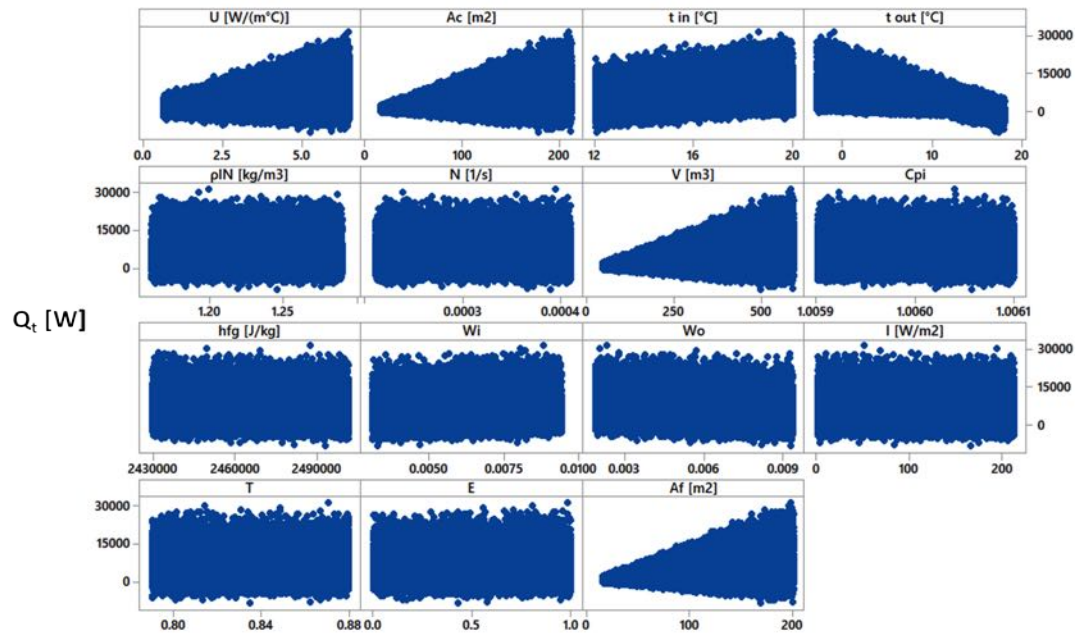 U [W/(m°C)] Ac [m2] t in [°C] t out [°C]
30000
15000
0
0.0 2.5 5.0 0 100 200 12 16 20 0 10 20
ρIN [kg/m3] N [1/s] V [m3] Cpi
30000
15000
0
1.20 1.25 0.0003 0.0004 0 250 500 1.0059 1.0060 1.0061
Qt [W]
hfg [J/kg] Wi Wo I [W/m2]
30000
15000
0
2430000 2460000 2490000 0.0050 0.0075 0.0100 0.003 0.006 0.009 0 100 200
T E Af [m2]
30000
15000
0
0.80 0.84 0.88 0.0 0.5 1.0 0 100 200